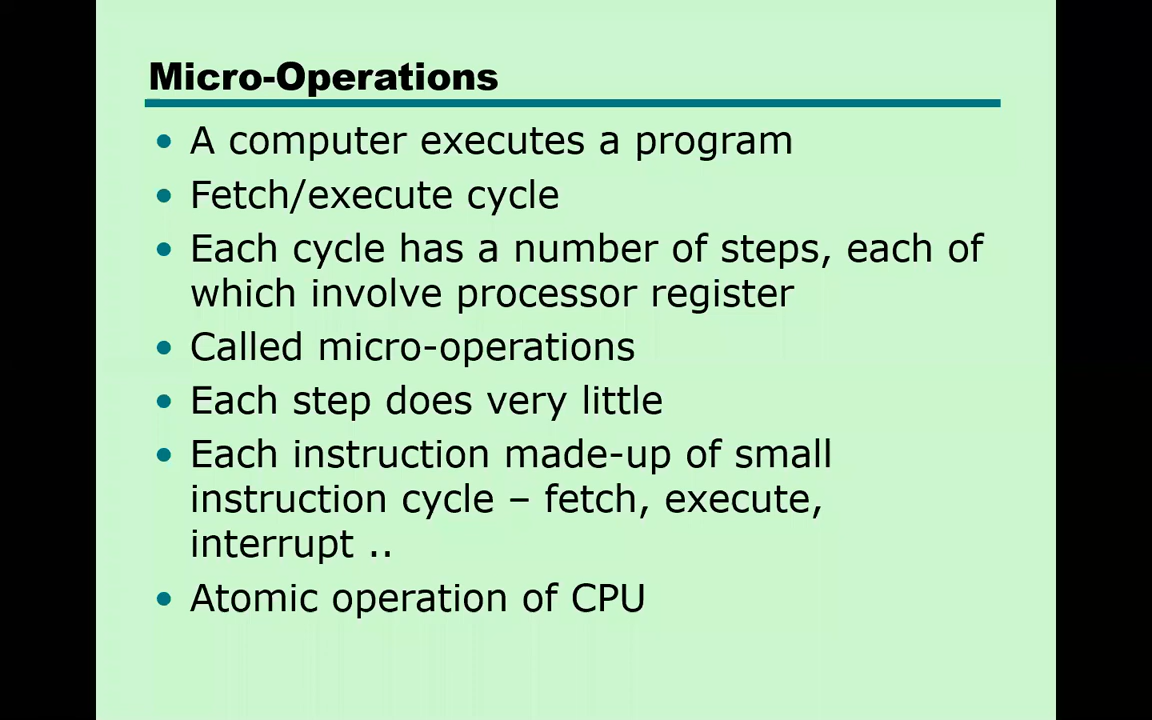 Micro-Operations
• A computer executes a program
• Fetch/execute cycle
• Each cycle has a number of steps, each of
which involve processor register
• Called micro-operations
• Each step does very little
• Each instruction made-up of small
instruction cycle – fetch, execute,
interrupt ..
• Atomic operation of CPU